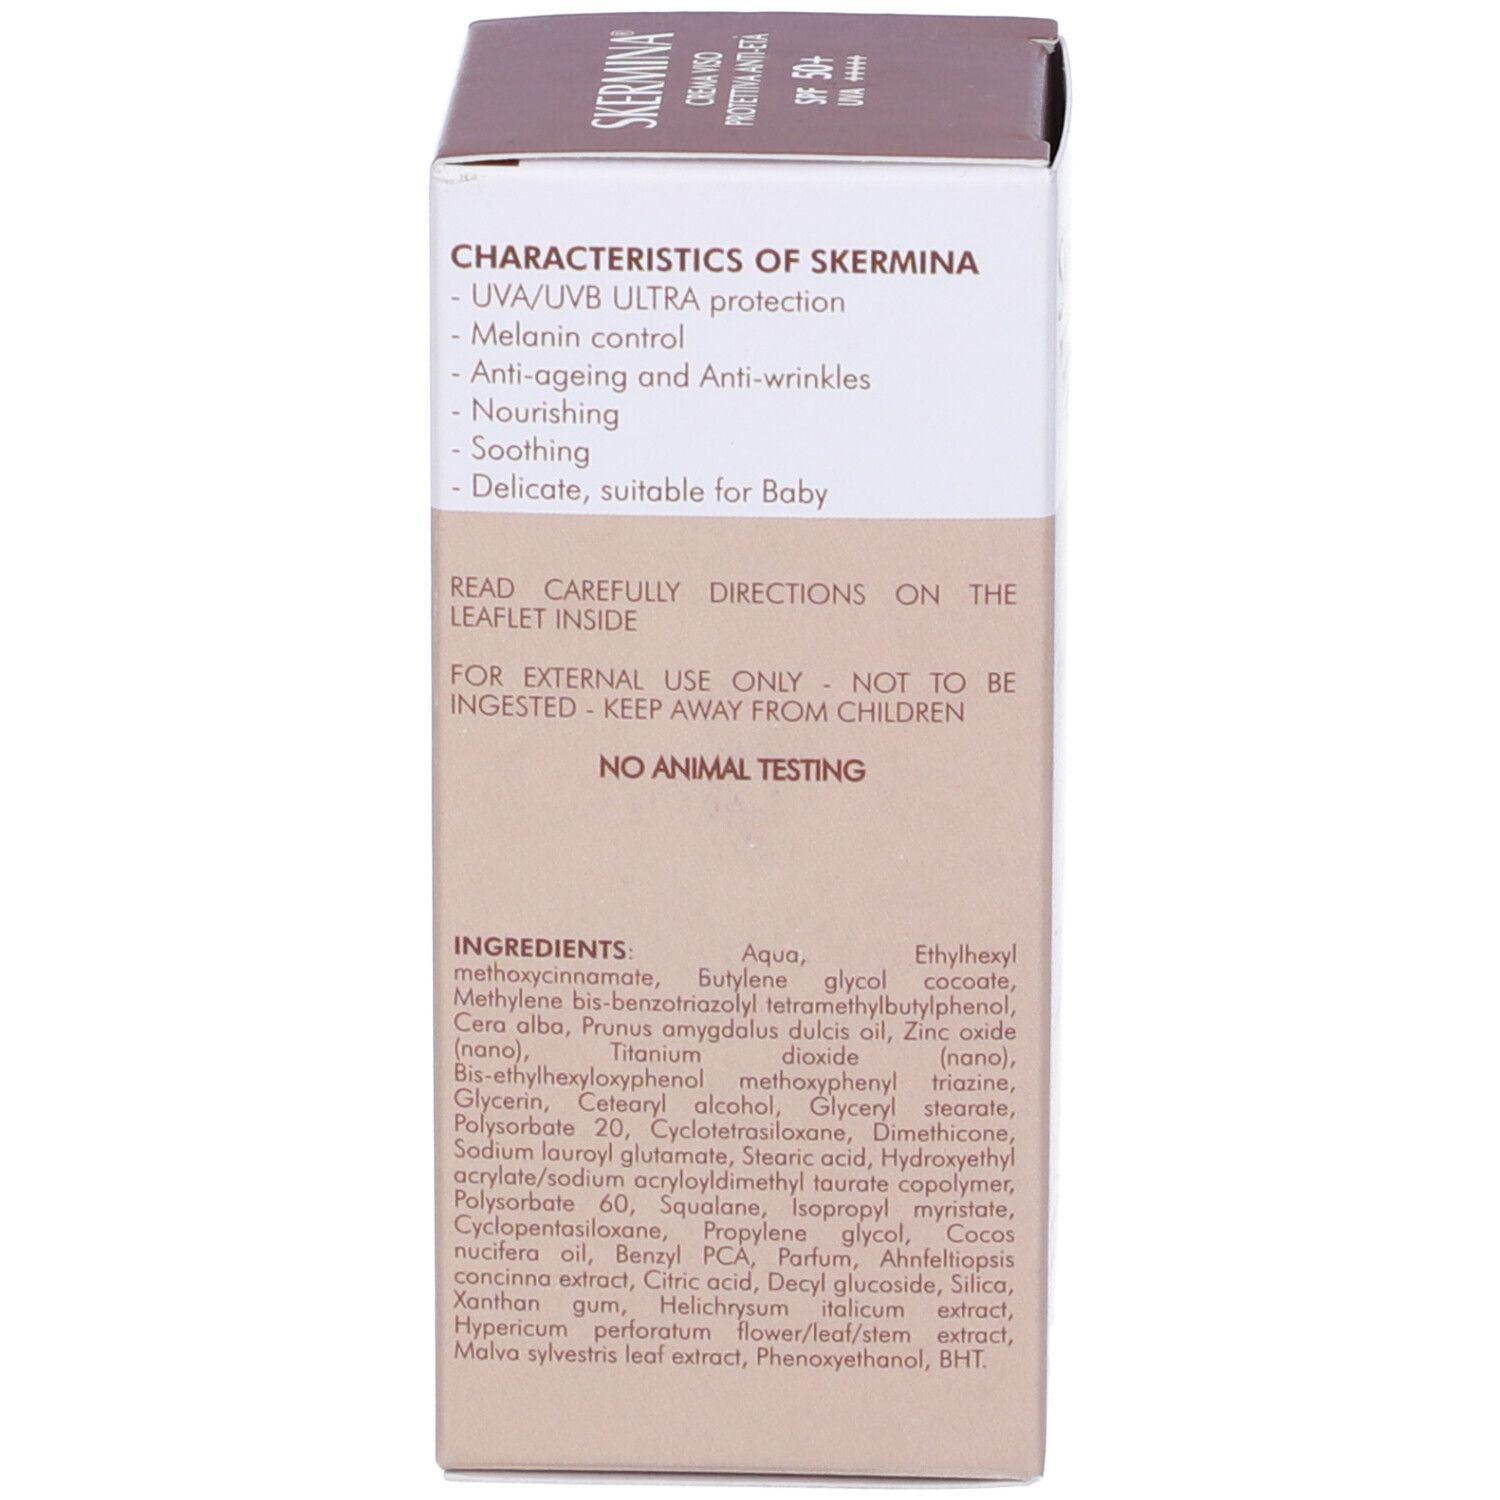 SKERMINA®
CREMA VISO
PROTETTIVA ANTI-ETÀ
SPF 50+
UVA +++++
CHARACTERISTICS OF SKERMINA
- UVA/UVB ULTRA protection
- Melanin control
- Anti-ageing and Anti-wrinkles
- Nourishing
- Soothing
- Delicate, suitable for Baby
READ CAREFULLY DIRECTIONS ON THE
LEAFLET INSIDE
FOR EXTERNAL USE ONLY - NOT TO BE
INGESTED - KEEP AWAY FROM CHILDREN
NO ANIMAL TESTING
INGREDIENTS: Aqua, Ethylhexyl
methoxycinnamate, Butylene glycol cocoate,
Methylene bis-benzotriazolyl tetramethylbutylphenol,
Cera alba, Prunus amygdalus dulcis oil, Zinc oxide
(nano), Titanium dioxide (nano),
Bis-ethylhexyloxyphenol methoxyphenyl triazine,
Glycerin, Cetearyl alcohol, Glyceryl stearate,
Polysorbate 20, Cyclotetrasiloxane, Dimethicone,
Sodium lauroyl glutamate, Stearic acid, Hydroxyethyl
acrylate/sodium acryloyldimethyl taurate copolymer,
Polysorbate 60, Squalane, Isopropyl myristate,
Cyclopentasiloxane, Propylene glycol, Cocos
nucifera oil, Benzyl PCA, Parfum, Ahnfeltiopsis
concinna extract, Citric acid, Decyl glucoside, Silica,
Xanthan gum, Helichrysum italicum extract,
Hypericum perforatum flower/leaf/stem extract,
Malva sylvestris leaf extract, Phenoxyethanol, BHT.